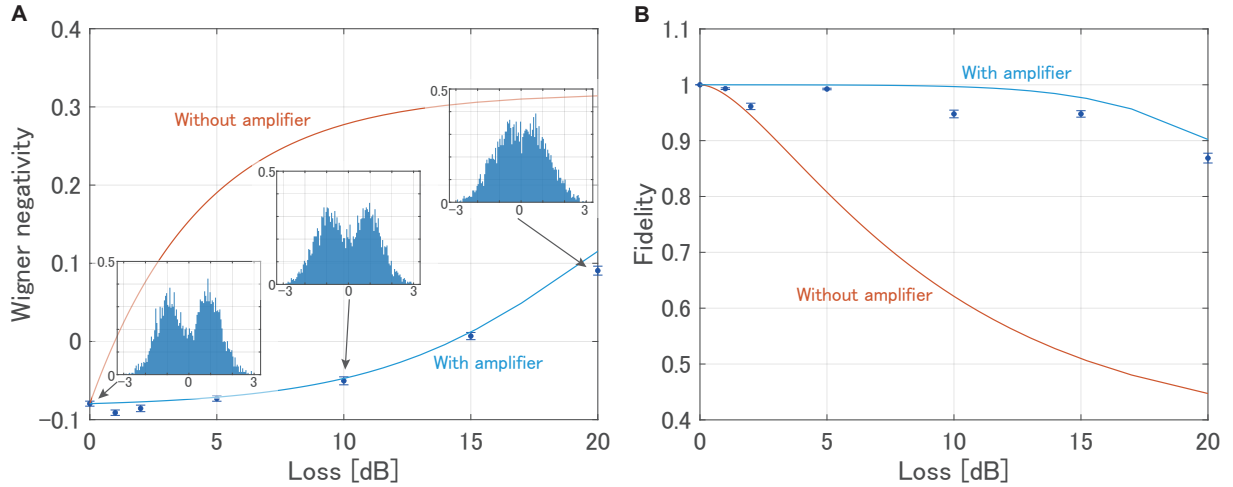 A
Wigner negativity
0.4
0.3
0.2
0.1
0
−0.1
0 5 10 15 20
Loss [dB]
Without amplifier
With amplifier
0.5
0
−3 0 3
0.5
0
−3 0 3
0.5
0
−3 0 3
B
Fidelity
1.1
1
0.9
0.8
0.7
0.6
0.5
0.4
0 5 10 15 20
Loss [dB]
With amplifier
Without amplifier